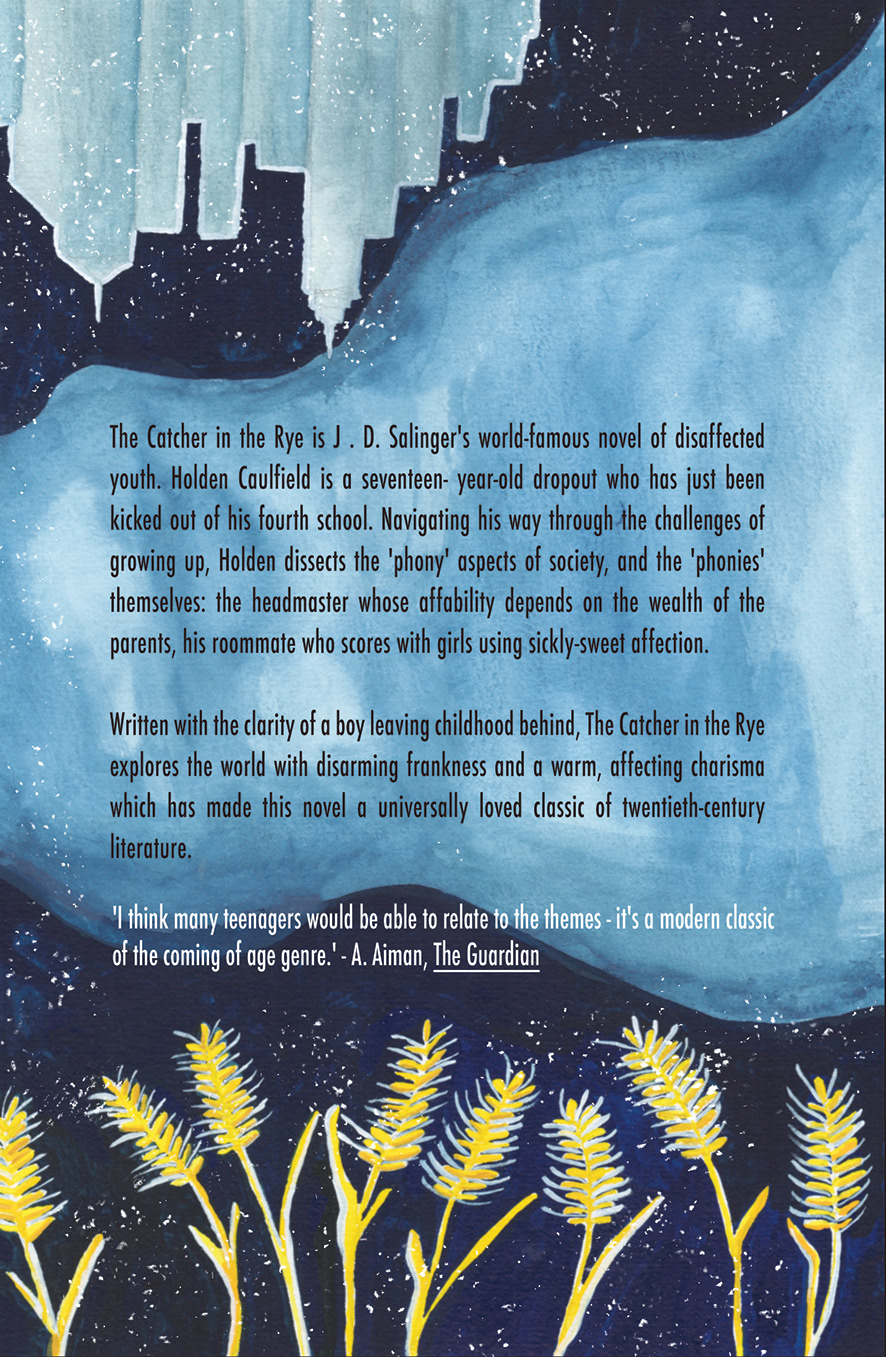 The Catcher in the Rye is J . D. Salinger's world-famous novel of disaffected
youth. Holden Caulfield is a seventeen- year-old dropout who has just been
kicked out of his fourth school. Navigating his way through the challenges of
growing up, Holden dissects the 'phony' aspects of society, and the 'phonies'
themselves: the headmaster whose affability depends on the wealth of the
parents, his roommate who scores with girls using sickly-sweet affection.

Written with the clarity of a boy leaving childhood behind, The Catcher in the Rye
explores the world with disarming frankness and a warm, affecting charisma
which has made this novel a universally loved classic of twentieth-century
literature.

'I think many teenagers would be able to relate to the themes - it's a modern classic
of the coming of age genre.' - A. Aiman, The Guardian